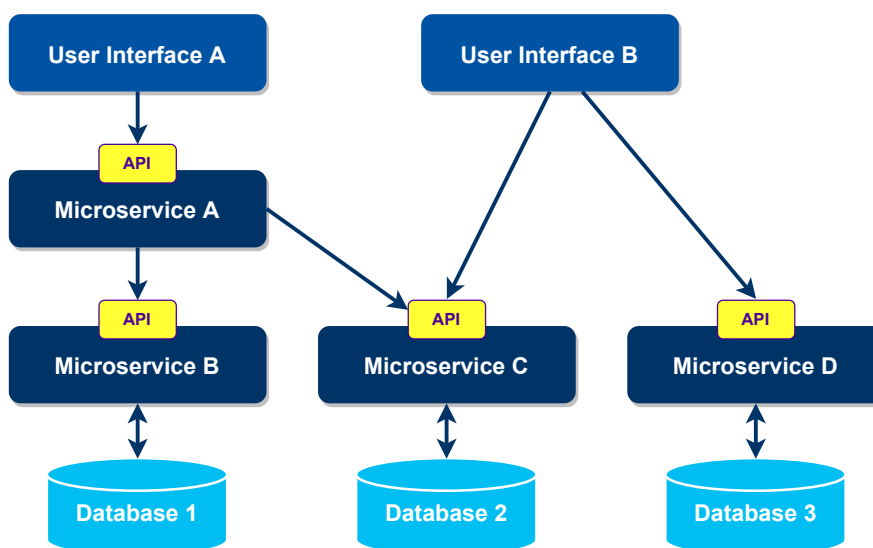 User Interface A
User Interface B
API
Microservice A
API
API
API
Microservice B
Microservice C
Microservice D
Database 1
Database 2
Database 3